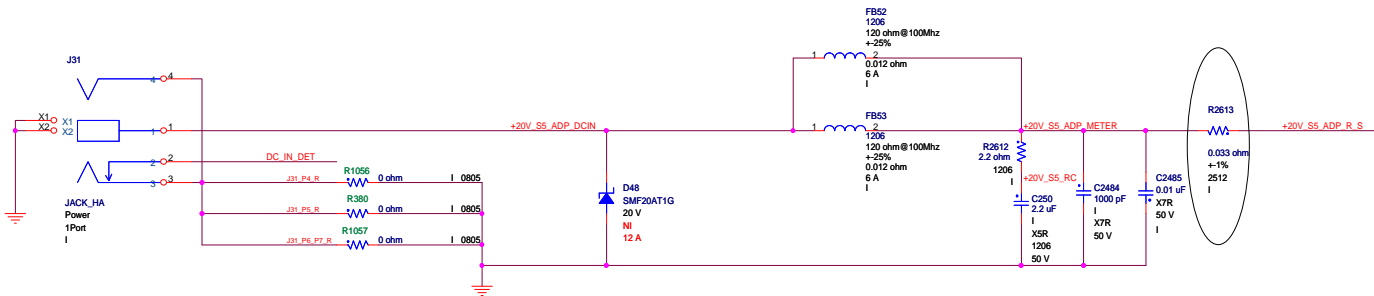 J31
4
4
X1
X2
X1
X2
1
1
2
2
3
3
JACK_HA
Power
1Port
I
DC_IN_DET
J31_P4_R
R1056
0 ohm
I 0805
J31_P5_R
R380
0 ohm
I 0805
J31_P6_P7_R
R1057
0 ohm
I 0805
+20V_S5_ADP_DCIN
D48
SMF20AT1G
20 V
NI
12 A
FB52
1206
120 ohm@100Mhz
+-25%
1
2
0.012 ohm
6 A
I
FB53
1
2
1206
120 ohm@100Mhz
+-25%
0.012 ohm
6 A
I
+20V_S5_ADP_METER
R2612
2.2 ohm
1206
I
+20V_S5_RC
C250
2.2 uF
I
X5R
1206
50 V
C2484
1000 pF
I
X7R
50 V
C2485
0.01 uF
X7R
50 V
I
R2613
0.033 ohm
+-1%
2512
I
+20V_S5_ADP_R_S